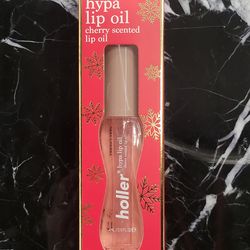 hypa
lip oil
cherry scented
lip oil
holler
hypa lip oil